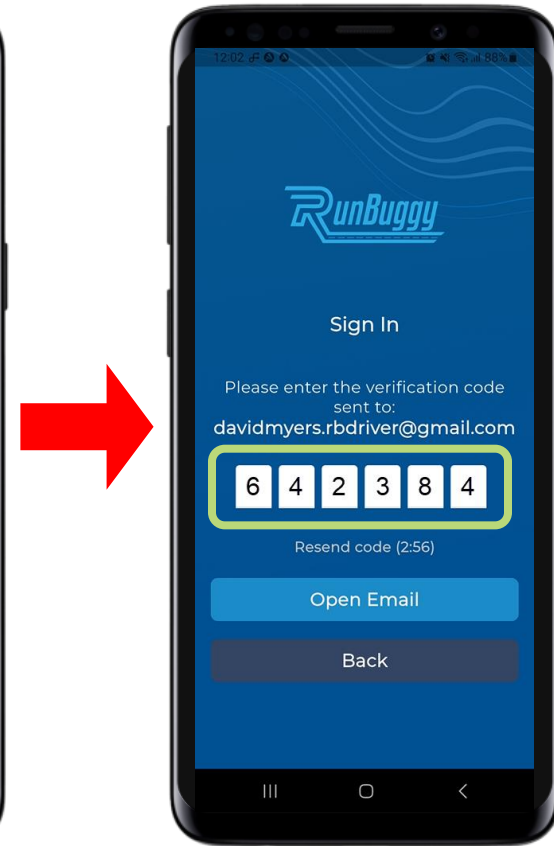 12:02
88%
RunBuggy
Sign In
Please enter the verification code
sent to:
davidmyers.rbdriver@gmail.com
6 4 2 3 8 4
Resend code (2:56)
Open Email
Back